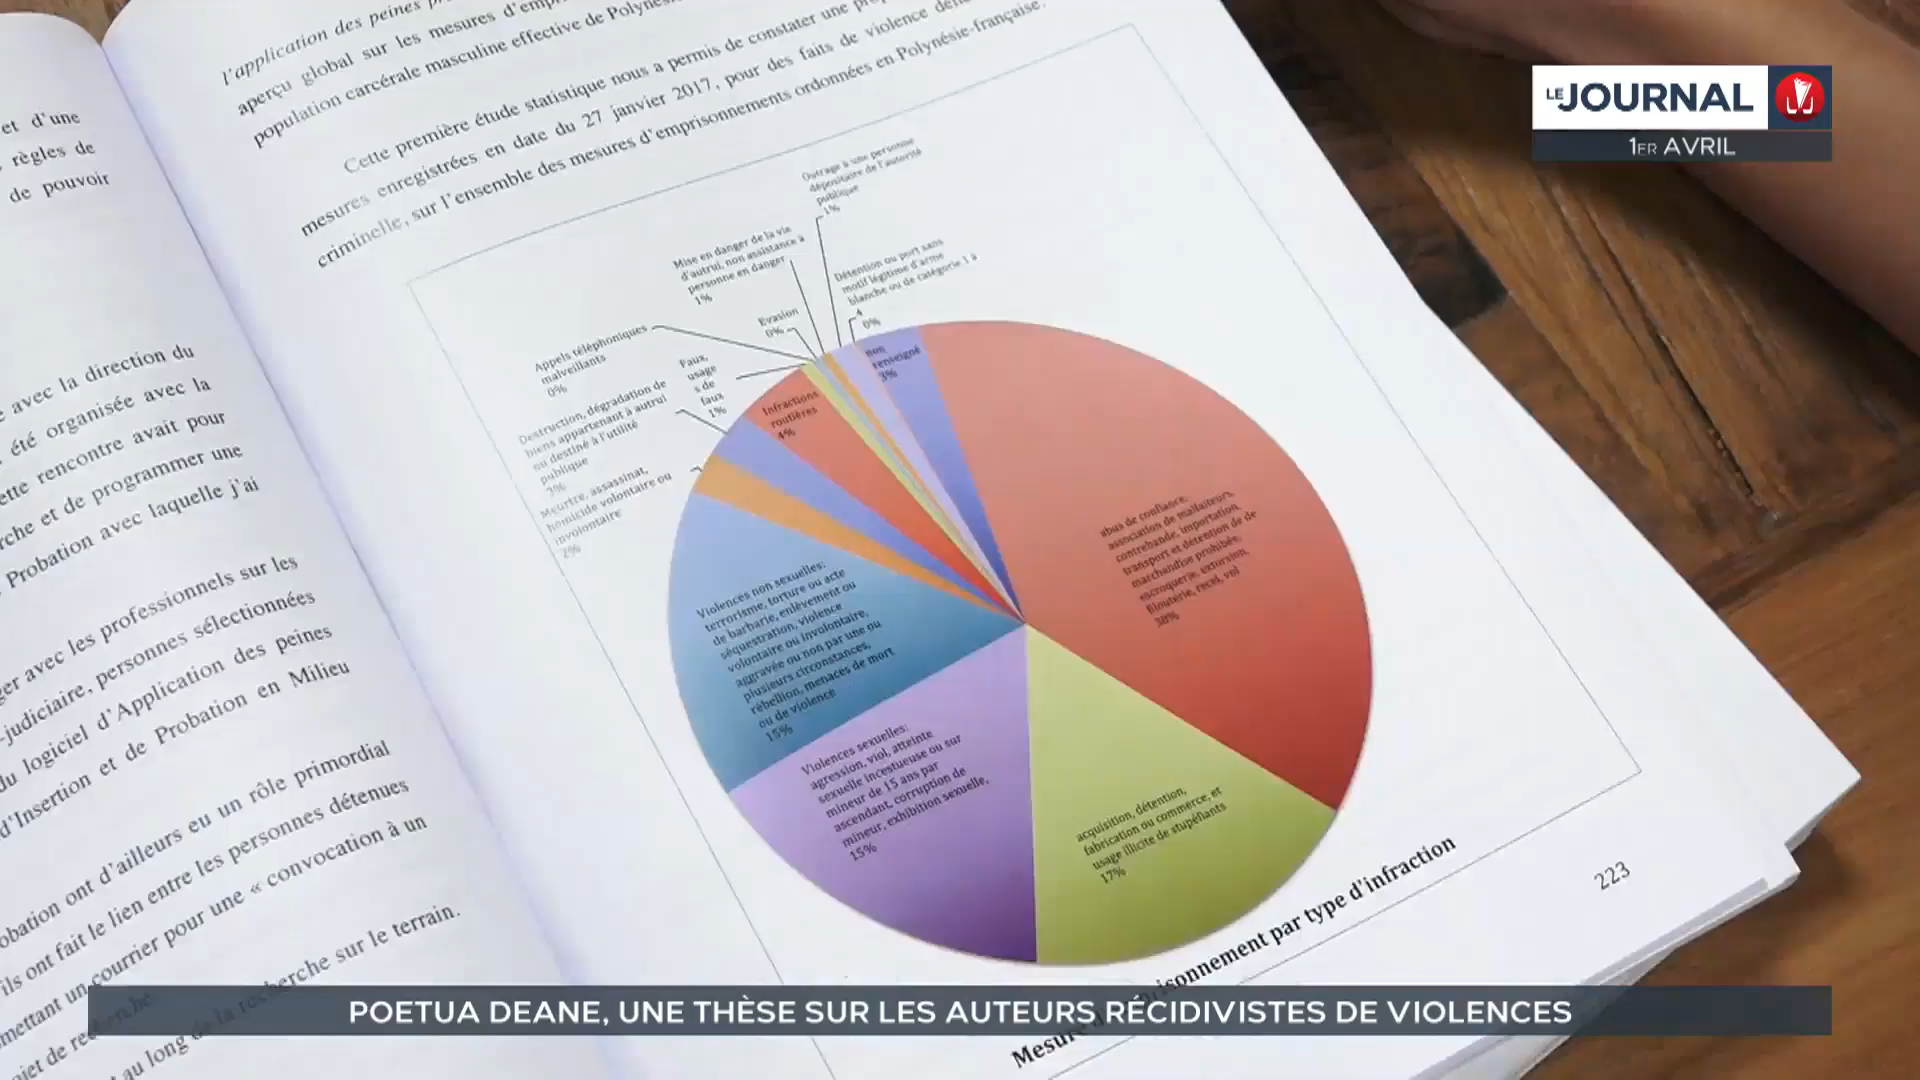 LE JOURNAL
1ER AVRIL
et d'une
règles de
de pouvoir
avec la direction du
été organisée avec la
rencontre avait pour
et de programmer une
Probation avec laquelle j'ai
avec les professionnels sur les
-judiciaire, personnes sélectionnées
du logiciel d'Application des peines
d'Insertion et de Probation en Milieu
ont d'ailleurs eu un rôle primordial
ils ont fait le lien entre les personnes détenues
un courrier pour une « convocation à un
de recherche
au long de la recherche sur le terrain.
l'application des peines
aperçu global sur les mesures
population carcérale masculine effective de
Cette première étude statistique nous a permis de constater une
mesures enregistrées en date du 27 janvier 2017, pour des faits de violence
criminelle, sur l'ensemble des mesures d'emprisonnements ordonnées en Polynésie-française.
Outrage à une personne
dépositaire de l'autorité
publique
1%
Mise en danger de la vie
d'autrui, non assistance à
personne en danger
1%
Détention ou port sans
motif légitime d'arme
blanche ou de catégorie 1 à
4
0%
Evasion
0%
Appels téléphoniques
malveillants
0%
Faux,
usage
s de
faux
1%
Destruction, dégradation de
biens appartenant à autrui
ou destiné à l'utilité
publique
2%
Meurtre, assassinat,
homicide volontaire ou
involontaire
2%
Infractions
routières
4%
non
renseigné
3%
abus de confiance,
association de malfaiteurs,
contrebande, importation,
transport et détention de de
marchandise prohibée,
escroquerie, extorsion,
filouterie, recel, vol
38%
Violences non sexuelles:
terrorisme, torture ou acte
de barbarie, enlèvement ou
séquestration, violence
volontaire ou involontaire,
aggravée ou non par une ou
plusieurs circonstances,
rébellion, menaces de mort
ou de violence
15%
Violences sexuelles:
agression, viol, atteinte
sexuelle incestueuse ou sur
mineur de 15 ans par
ascendant, corruption de
mineur, exhibition sexuelle,
15%
acquisition, détention,
fabrication ou commerce, et
usage illicite de stupéfiants
17%
Mesure par type d'infraction
223
POETUA DEANE, UNE THÈSE SUR LES AUTEURS RÉCIDIVISTES DE VIOLENCES